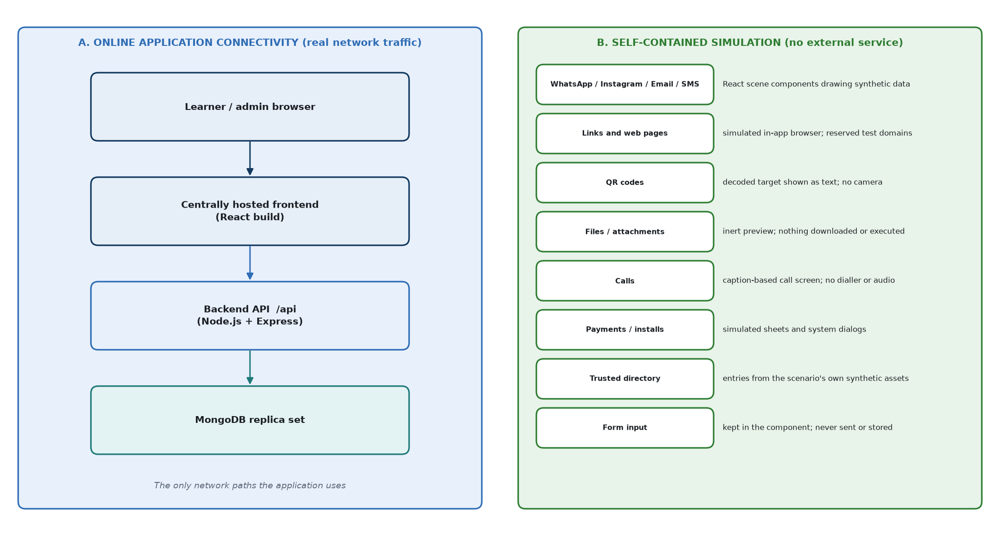 A. ONLINE APPLICATION CONNECTIVITY (real network traffic)
Learner / admin browser
Centrally hosted frontend
(React build)
Backend API  /api
(Node.js + Express)
MongoDB replica set
The only network paths the application uses
B. SELF-CONTAINED SIMULATION (no external service)
WhatsApp / Instagram / Email / SMS
React scene components drawing synthetic data
Links and web pages
simulated in-app browser; reserved test domains
QR codes
decoded target shown as text; no camera
Files / attachments
inert preview; nothing downloaded or executed
Calls
caption-based call screen; no dialler or audio
Payments / installs
simulated sheets and system dialogs
Trusted directory
entries from the scenario's own synthetic assets
Form input
kept in the component; never sent or stored